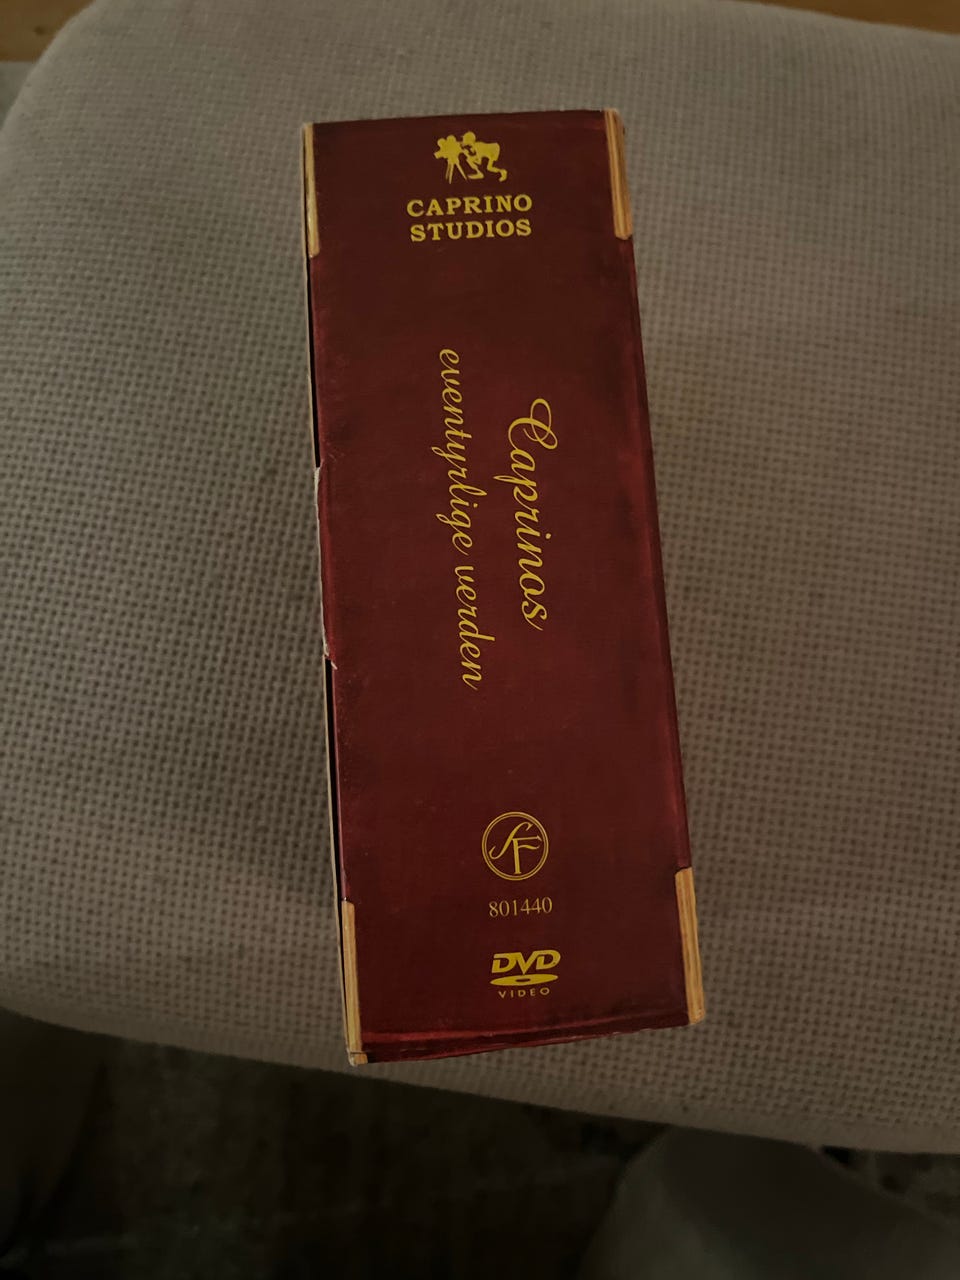 CAPRINO
STUDIOS
Caprinos
eventyrlige verden
SF
801440
DVD
VIDEO